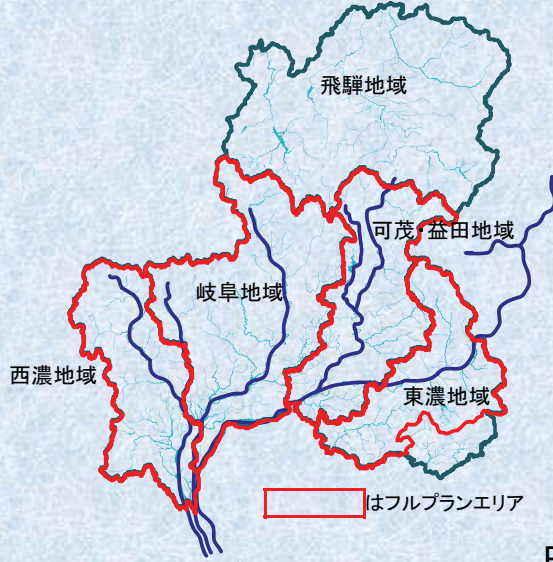 飛騨地域
可茂・益田地域
岐阜地域
西濃地域
東濃地域
はフルプランエリア